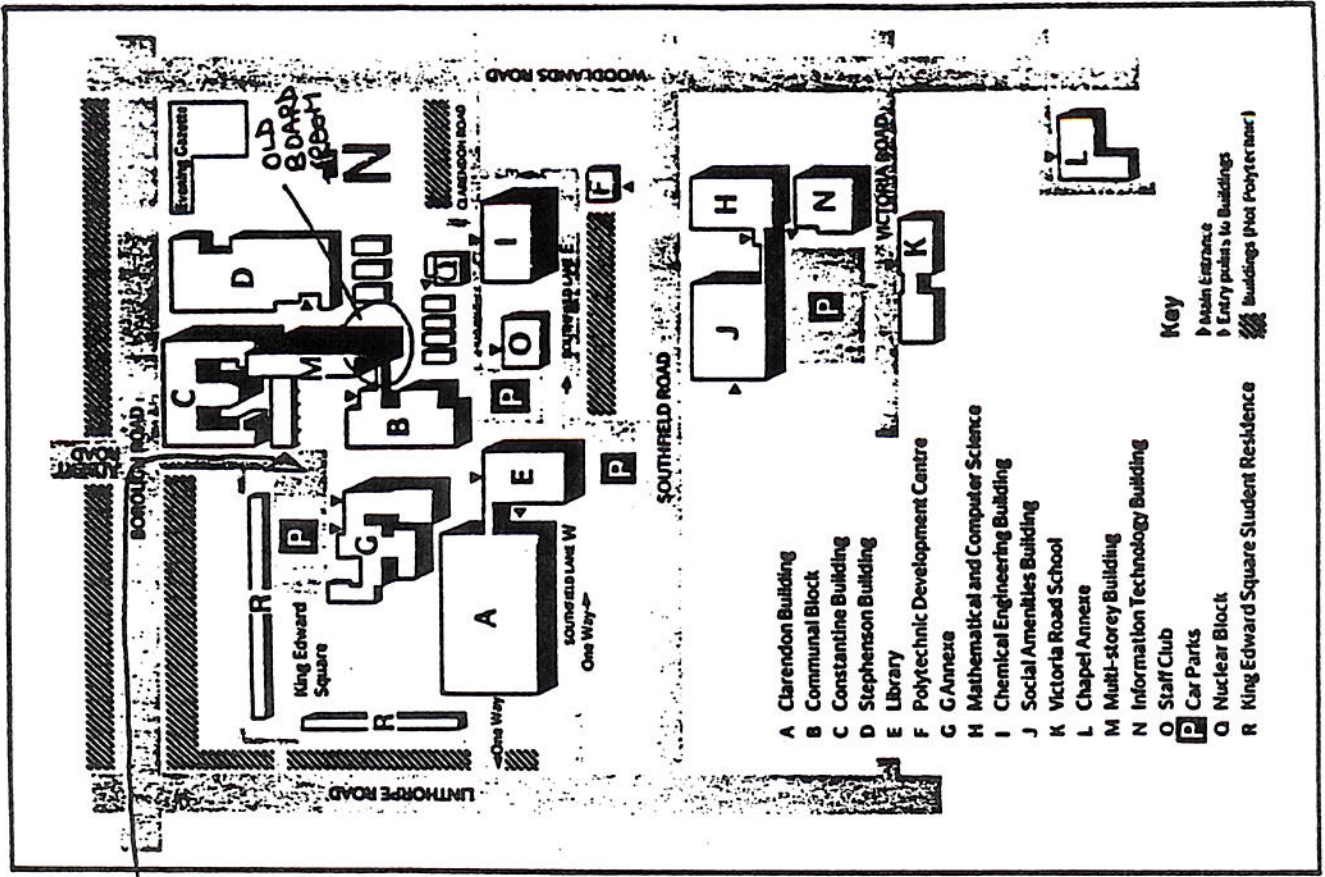 WOODLANDS ROAD
Evening Gazette
OLD
BOARD
ROOM
N
CLARENDON ROAD
BOROUGH ROAD
D
C
M
B
Q
I
F
O
P
P
E
P
R
King Edward
Square
P
G
R
A
SOUTHFIELD LANE W
One Way
One Way
LINTHORPE ROAD
SOUTHFIELD ROAD
H
J
N
P
VICTORIA ROAD
K
L
A Clarendon Building
B Communal Block
C Constantine Building
D Stephenson Building
E Library
F Polytechnic Development Centre
G G Annexe
H Mathematical and Computer Science
I Chemical Engineering Building
J Social Amenities Building
K Victoria Road School
L Chapel Annexe
M Multi-storey Building
N Information Technology Building
O Staff Club
P Car Parks
Q Nuclear Block
R King Edward Square Student Residence
Key
Main Entrance
Entry points to Buildings
Buildings (Not Polytechnic)